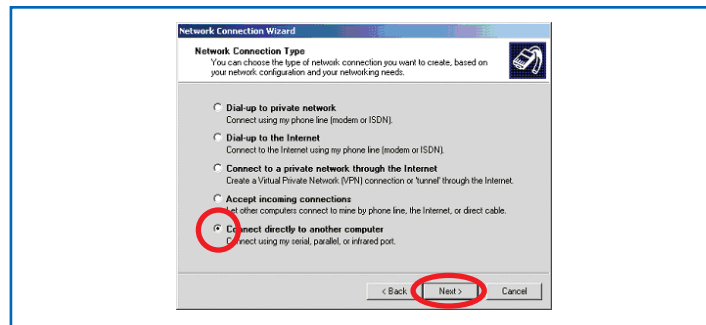 Network Connection Wizard
Network Connection Type
You can choose the type of network connection you want to create, based on
your network configuration and your networking needs.
Dial-up to private network
Connect using my phone line (modem or ISDN).
Dial-up to the Internet
Connect to the Internet using my phone line (modem or ISDN).
Connect to a private network through the Internet
Create a Virtual Private Network (VPN) connection or 'tunnel' through the Internet.
Accept incoming connections
Let other computers connect to mine by phone line, the Internet, or direct cable.
Connect directly to another computer
Connect using my serial, parallel, or infrared port.
< Back Next > Cancel